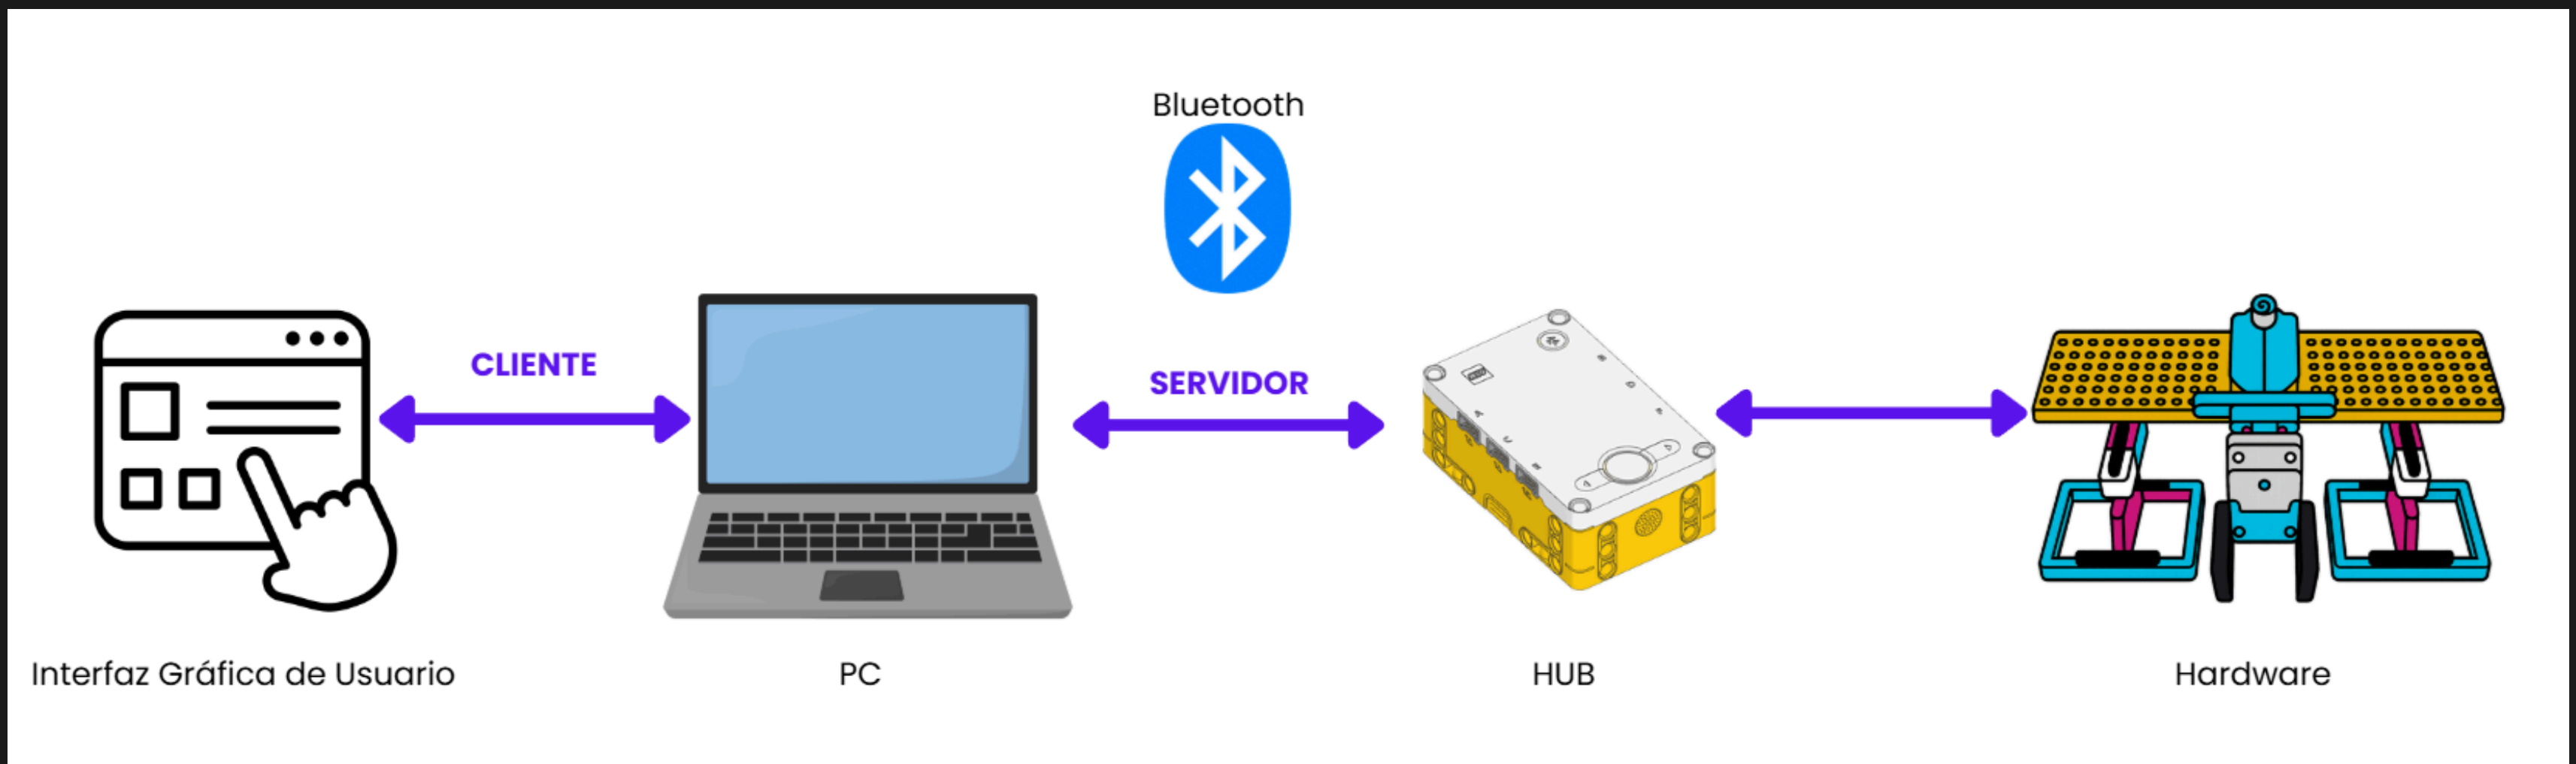 Bluetooth
CLIENTE
SERVIDOR
Interfaz Gráfica de Usuario
PC
HUB
Hardware